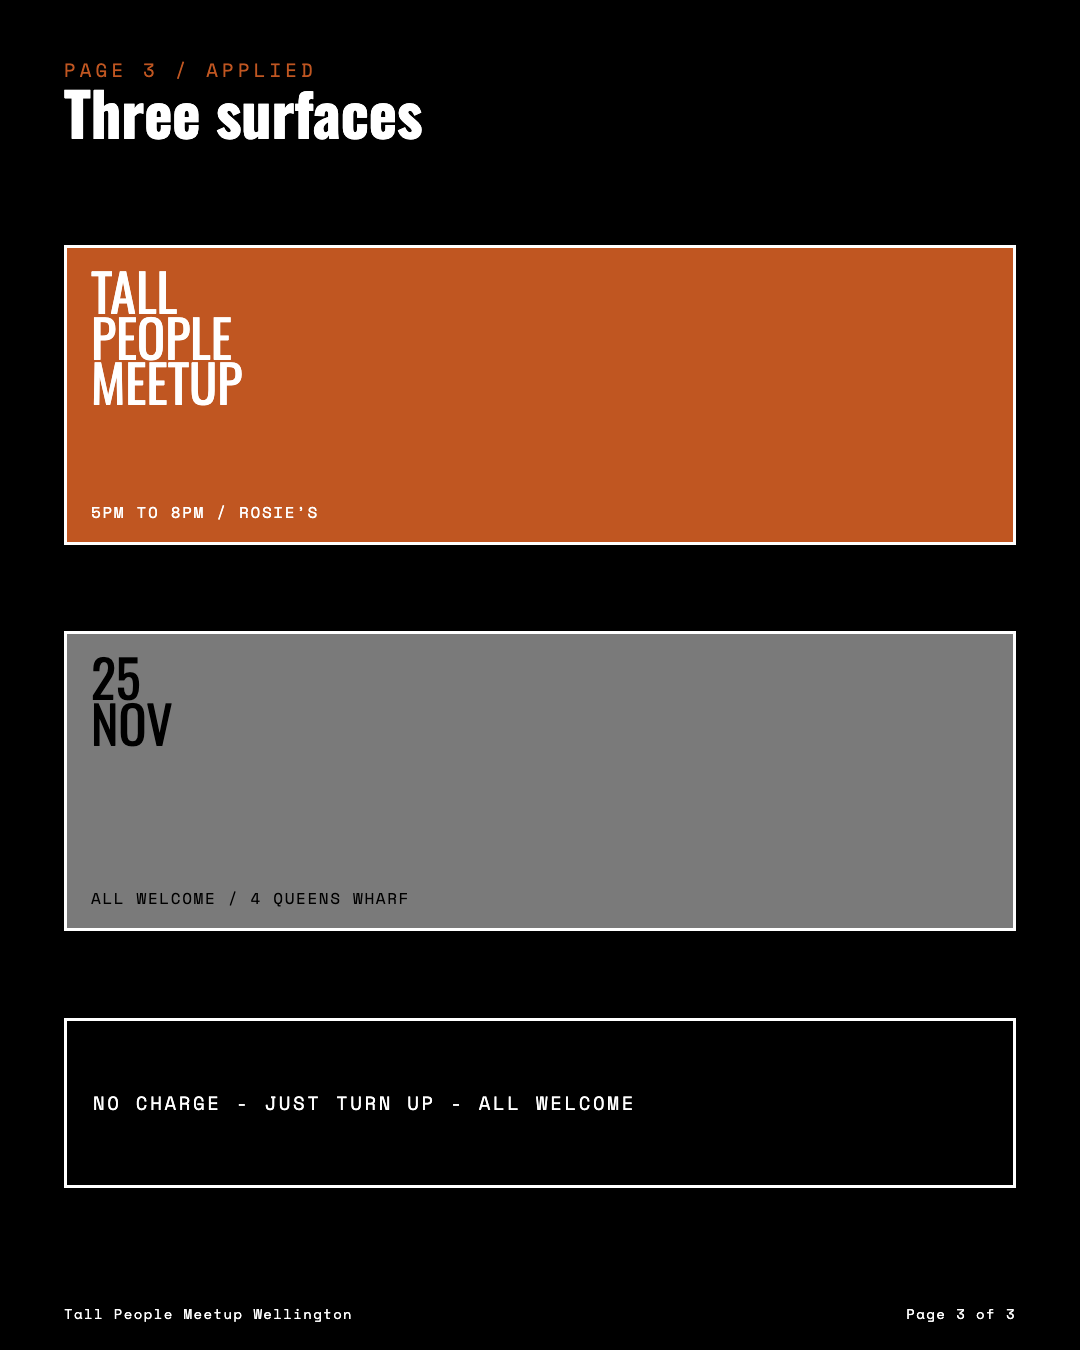 PAGE 3 / APPLIED
Three surfaces
TALL
PEOPLE
MEETUP
5PM TO 8PM / ROSIE'S
25
NOV
ALL WELCOME / 4 QUEENS WHARF
NO CHARGE - JUST TURN UP - ALL WELCOME
Tall People Meetup Wellington
Page 3 of 3